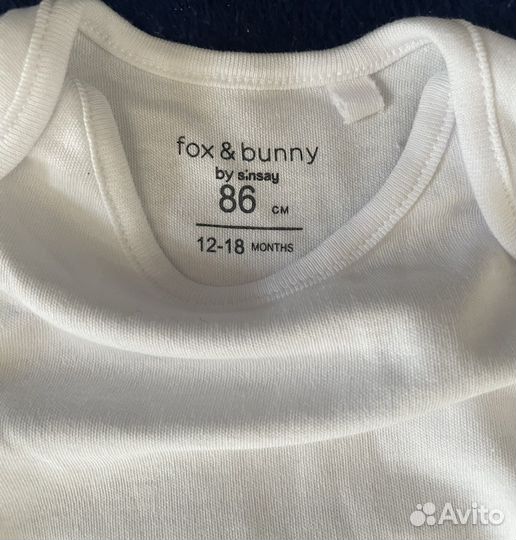 fox & bunny
by sinsay
86 CM
12-18 MONTHS
Avito